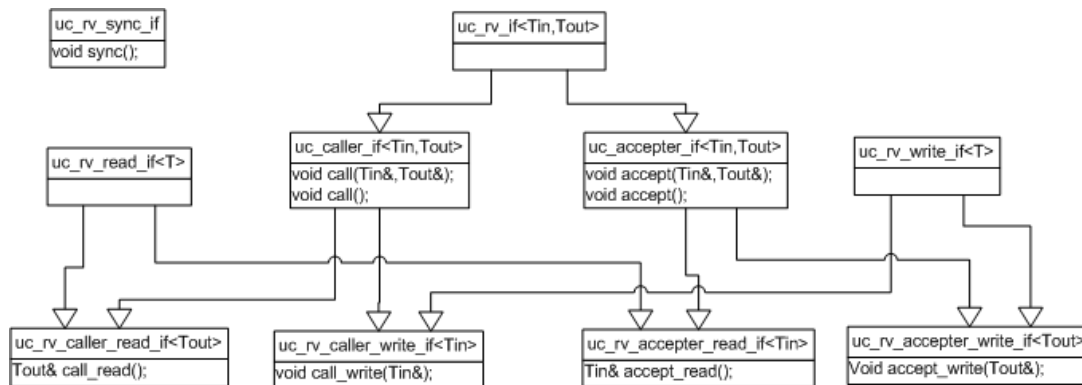 uc_rv_sync_if
void sync();
uc_rv_if<Tin,Tout>
uc_rv_read_if<T>
uc_caller_if<Tin,Tout>
void call(Tin&,Tout&);
void call();
uc_accepter_if<Tin,Tout>
void accept(Tin&,Tout&);
void accept();
uc_rv_write_if<T>
uc_rv_caller_read_if<Tout>
Tout& call_read();
uc_rv_caller_write_if<Tin>
void call_write(Tin&);
uc_rv_accepter_read_if<Tin>
Tin& accept_read();
uc_rv_accepter_write_if<Tout>
Void accept_write(Tout&);